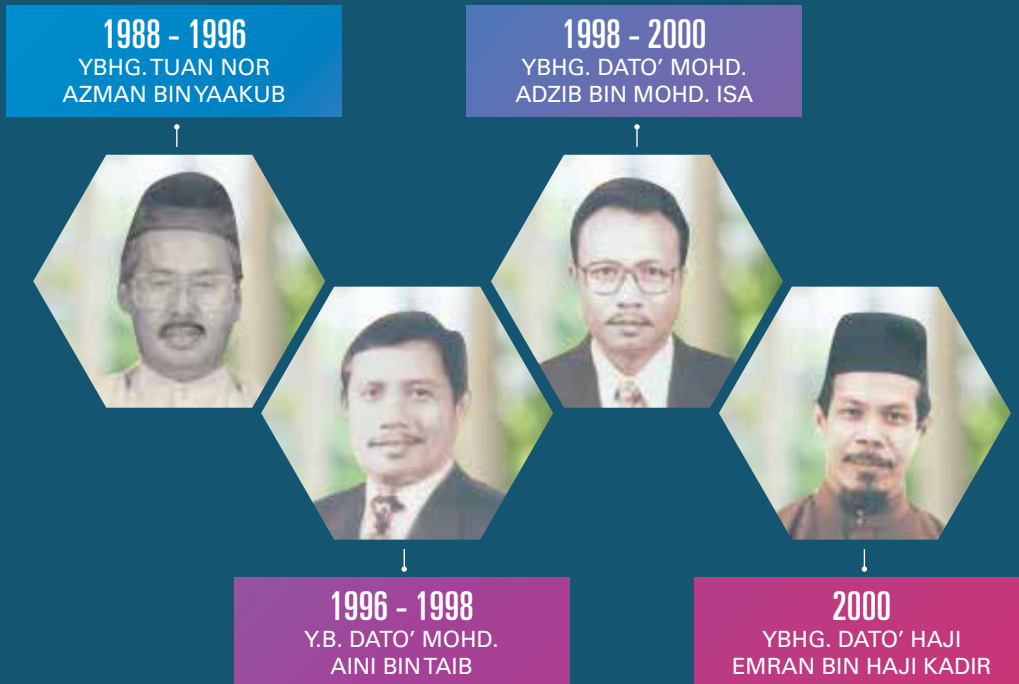 1988 - 1996
YBHG. TUAN NOR
AZMAN BIN YAAKUB
1996 - 1998
Y.B. DATO’ MOHD.
AINI BIN TAIB
1998 - 2000
YBHG. DATO’ MOHD.
ADZIB BIN MOHD. ISA
2000
YBHG. DATO’ HAJI
EMRAN BIN HAJI KADIR